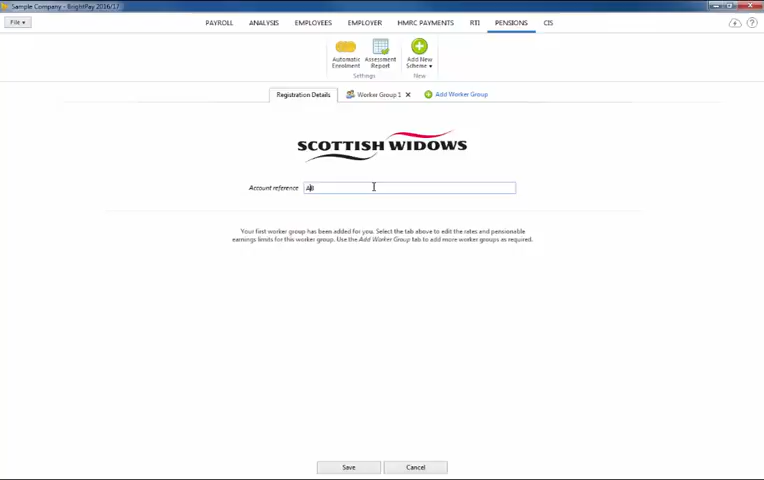 Sample Company - BrightPay 2016/17
File
PAYROLL ANALYSIS EMPLOYEES EMPLOYER HMRC PAYMENTS RTI PENSIONS CIS
Automatic Enrolment
Assessment Report
Add New Scheme
Settings
New
Registration Details
Worker Group 1
Add Worker Group
SCOTTISH WIDOWS
Account reference
Your first worker group has been added for you. Select the tab above to edit the rates and pensionable
earnings limits for this worker group. Use the Add Worker Group tab to add more worker groups as required.
Save
Cancel